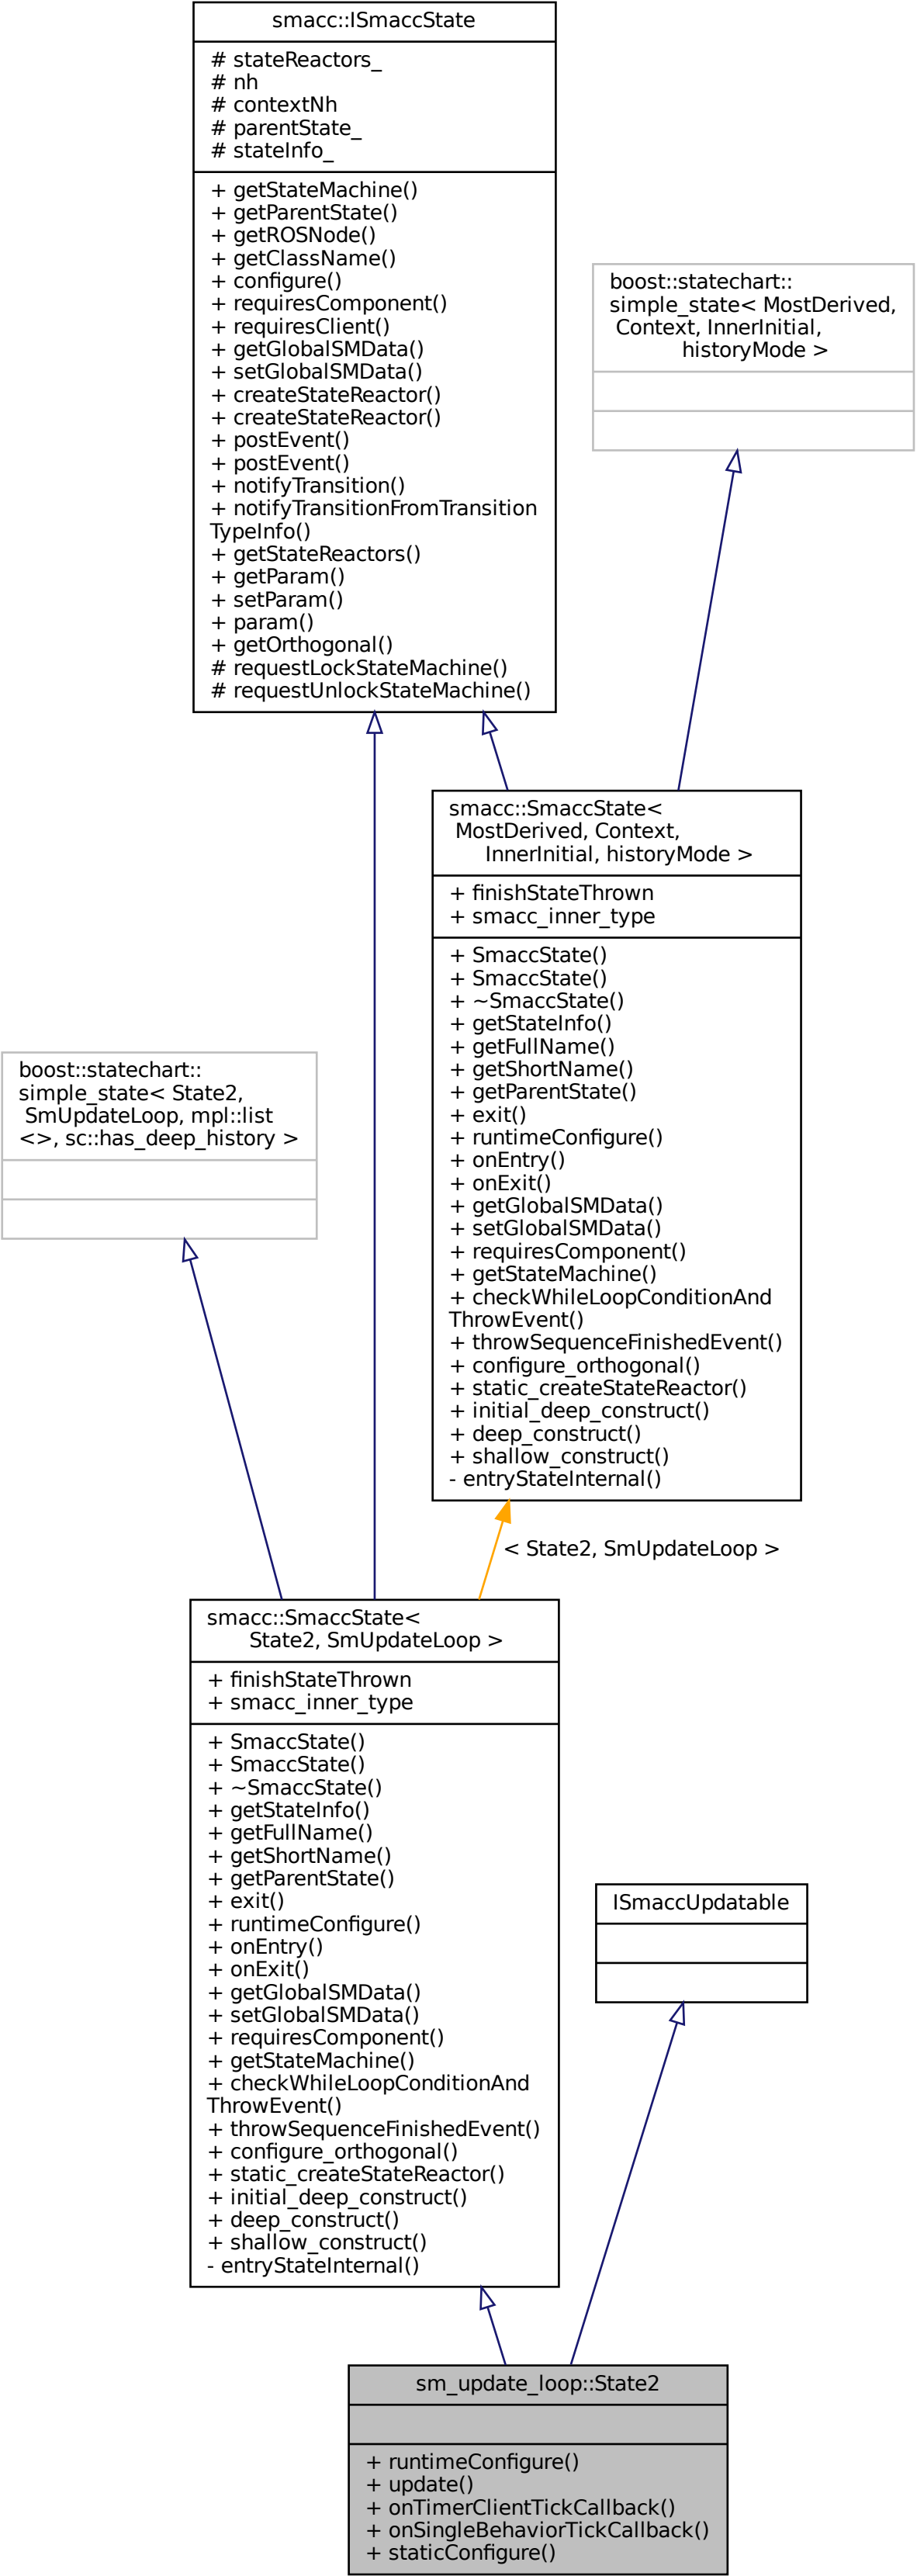 smacc::ISmaccState
# stateReactors_
# nh
# contextNh
# parentState_
# stateInfo_
+ getStateMachine()
+ getParentState()
+ getROSNode()
+ getClassName()
+ configure()
+ requiresComponent()
+ requiresClient()
+ getGlobalSMData()
+ setGlobalSMData()
+ createStateReactor()
+ createStateReactor()
+ postEvent()
+ postEvent()
+ notifyTransition()
+ notifyTransitionFromTransition
TypeInfo()
+ getStateReactors()
+ getParam()
+ setParam()
+ param()
+ getOrthogonal()
# requestLockStateMachine()
# requestUnlockStateMachine()
boost::statechart::
simple_state< MostDerived,
Context, InnerInitial,
historyMode >
smacc::SmaccState<
MostDerived, Context,
InnerInitial, historyMode >
+ finishStateThrown
+ smacc_inner_type
+ SmaccState()
+ SmaccState()
+ ~SmaccState()
+ getStateInfo()
+ getFullName()
+ getShortName()
+ getParentState()
+ exit()
+ runtimeConfigure()
+ onEntry()
+ onExit()
+ getGlobalSMData()
+ setGlobalSMData()
+ requiresComponent()
+ getStateMachine()
+ checkWhileLoopConditionAnd
ThrowEvent()
+ throwSequenceFinishedEvent()
+ configure_orthogonal()
+ static_createStateReactor()
+ initial_deep_construct()
+ deep_construct()
+ shallow_construct()
- entryStateInternal()
boost::statechart::
simple_state< State2,
SmUpdateLoop, mpl::list
<>, sc::has_deep_history >
< State2, SmUpdateLoop >
smacc::SmaccState<
State2, SmUpdateLoop >
+ finishStateThrown
+ smacc_inner_type
+ SmaccState()
+ SmaccState()
+ ~SmaccState()
+ getStateInfo()
+ getFullName()
+ getShortName()
+ getParentState()
+ exit()
+ runtimeConfigure()
+ onEntry()
+ onExit()
+ getGlobalSMData()
+ setGlobalSMData()
+ requiresComponent()
+ getStateMachine()
+ checkWhileLoopConditionAnd
ThrowEvent()
+ throwSequenceFinishedEvent()
+ configure_orthogonal()
+ static_createStateReactor()
+ initial_deep_construct()
+ deep_construct()
+ shallow_construct()
- entryStateInternal()
ISmaccUpdatable
sm_update_loop::State2
+ runtimeConfigure()
+ update()
+ onTimerClientTickCallback()
+ onSingleBehaviorTickCallback()
+ staticConfigure()